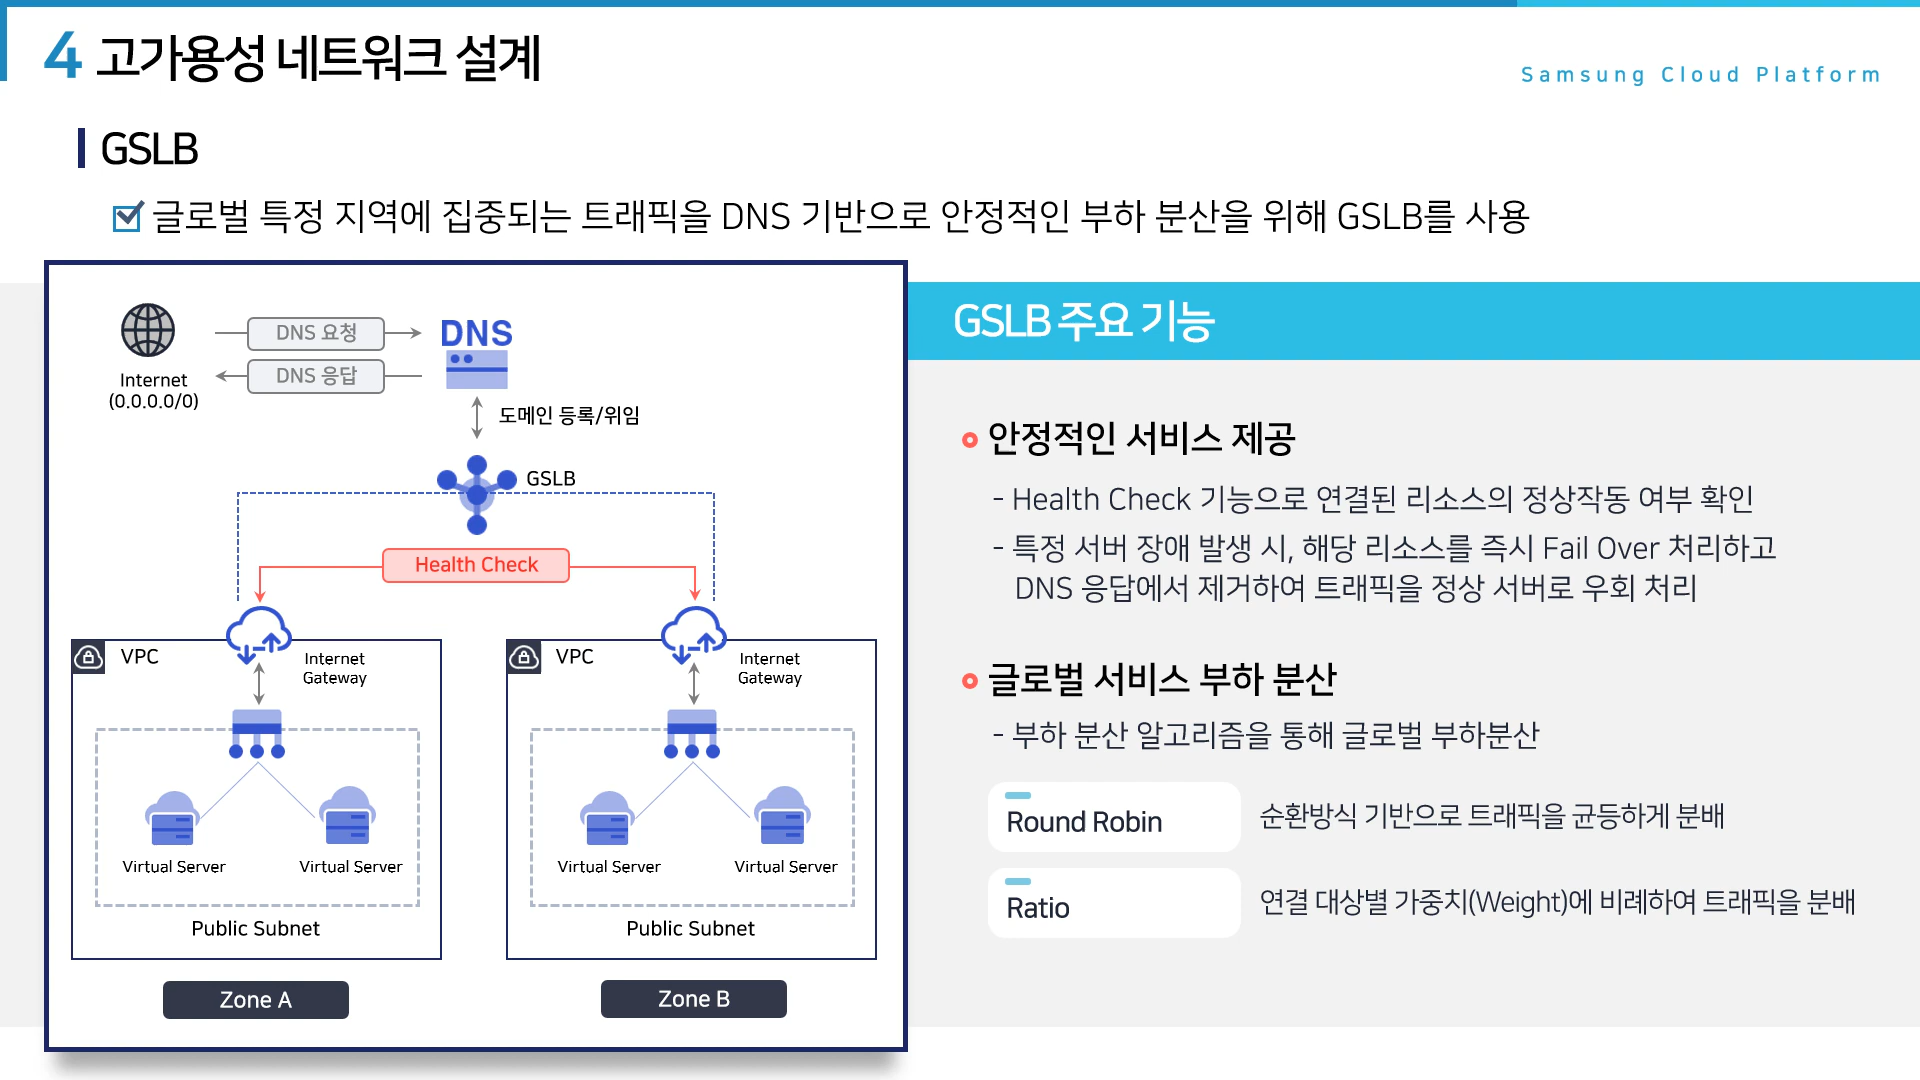 4 고가용성 네트워크 설계
Samsung Cloud Platform
GSLB
글로벌 특정 지역에 집중되는 트래픽을 DNS 기반으로 안정적인 부하 분산을 위해 GSLB를 사용
DNS 요청
DNS 응답
DNS
Internet
(0.0.0.0/0)
도메인 등록/위임
GSLB
Health Check
VPC
Internet
Gateway
Virtual Server
Virtual Server
Public Subnet
Zone A
VPC
Internet
Gateway
Virtual Server
Virtual Server
Public Subnet
Zone B
GSLB 주요 기능
안정적인 서비스 제공
- Health Check 기능으로 연결된 리소스의 정상작동 여부 확인
- 특정 서버 장애 발생 시, 해당 리소스를 즉시 Fail Over 처리하고
DNS 응답에서 제거하여 트래픽을 정상 서버로 우회 처리
글로벌 서비스 부하 분산
- 부하 분산 알고리즘을 통해 글로벌 부하분산
Round Robin
순환방식 기반으로 트래픽을 균등하게 분배
Ratio
연결 대상별 가중치(Weight)에 비례하여 트래픽을 분배